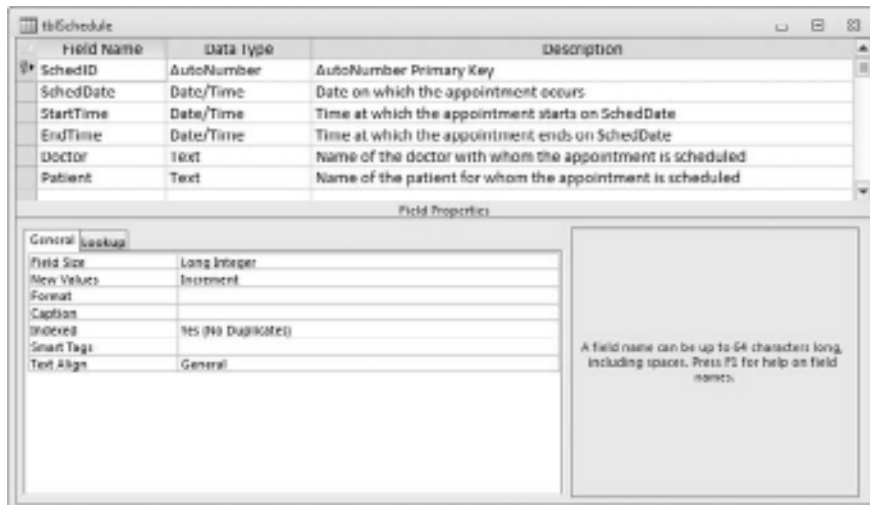 tblSchedule
Field Name Data Type Description
SchedID AutoNumber AutoNumber Primary Key
SchedDate Date/Time Date on which the appointment occurs
StartTime Date/Time Time at which the appointment starts on SchedDate
EndTime Date/Time Time at which the appointment ends on SchedDate
Doctor Text Name of the doctor with whom the appointment is scheduled
Patient Text Name of the patient for whom the appointment is scheduled
Field Properties
General Lookup
Field Size Long Integer
New Values Increment
Format
Caption
Indexed Yes (No Duplicates)
Smart Tags
Text Align General
A field name can be up to 64 characters long,
including spaces. Press F1 for help on field
names.